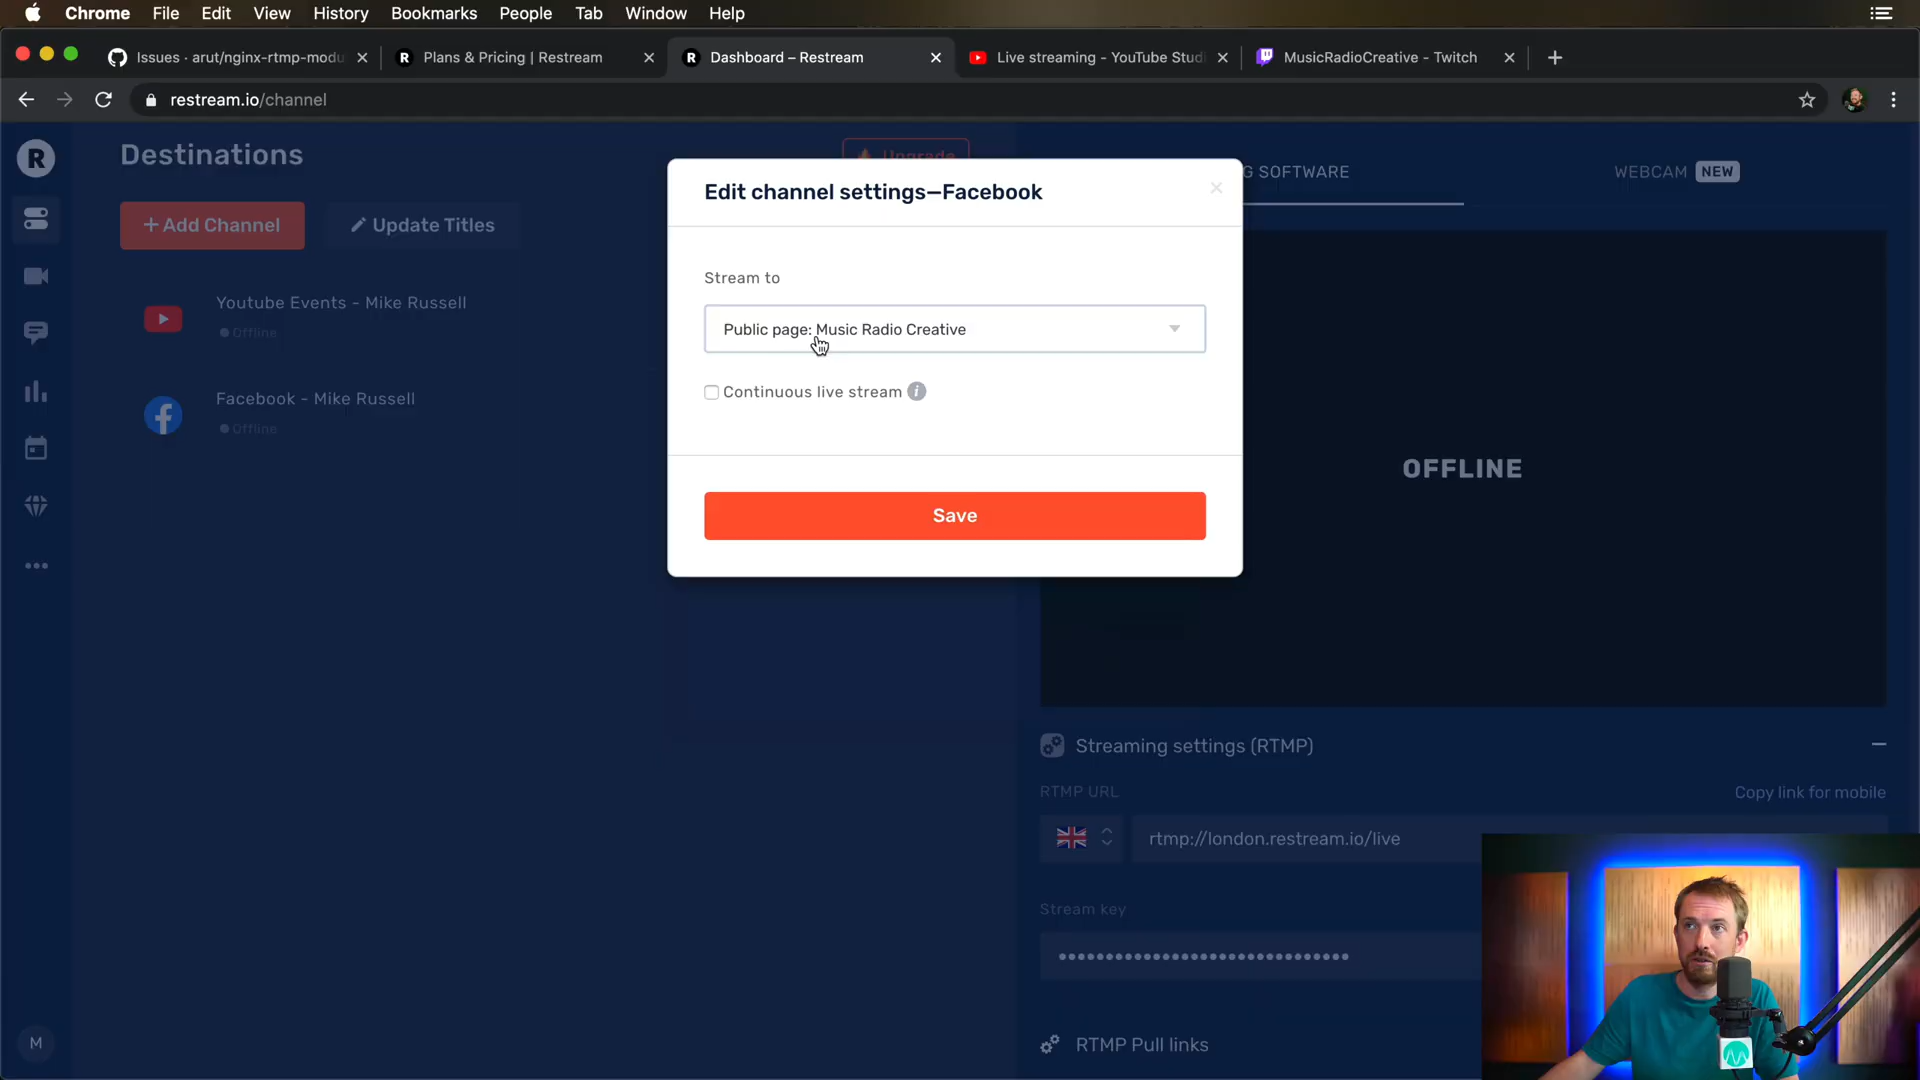 Chrome File Edit View History Bookmarks People Tab Window Help
Issues · arut/nginx-rtmp-modu
Plans & Pricing | Restream
Dashboard – Restream
Live streaming - YouTube Studi
MusicRadioCreative - Twitch
restream.io/channel
R
Destinations
Upgrade
+ Add Channel
Update Titles
Youtube Events - Mike Russell
Offline
Facebook - Mike Russell
Offline
M
Edit channel settings—Facebook
Stream to
Public page: Music Radio Creative
Continuous live stream i
Save
G SOFTWARE
WEBCAM NEW
OFFLINE
Streaming settings (RTMP)
RTMP URL
Copy link for mobile
rtmp://london.restream.io/live
Stream key
••••••••••••••••••••••••••••••
RTMP Pull links